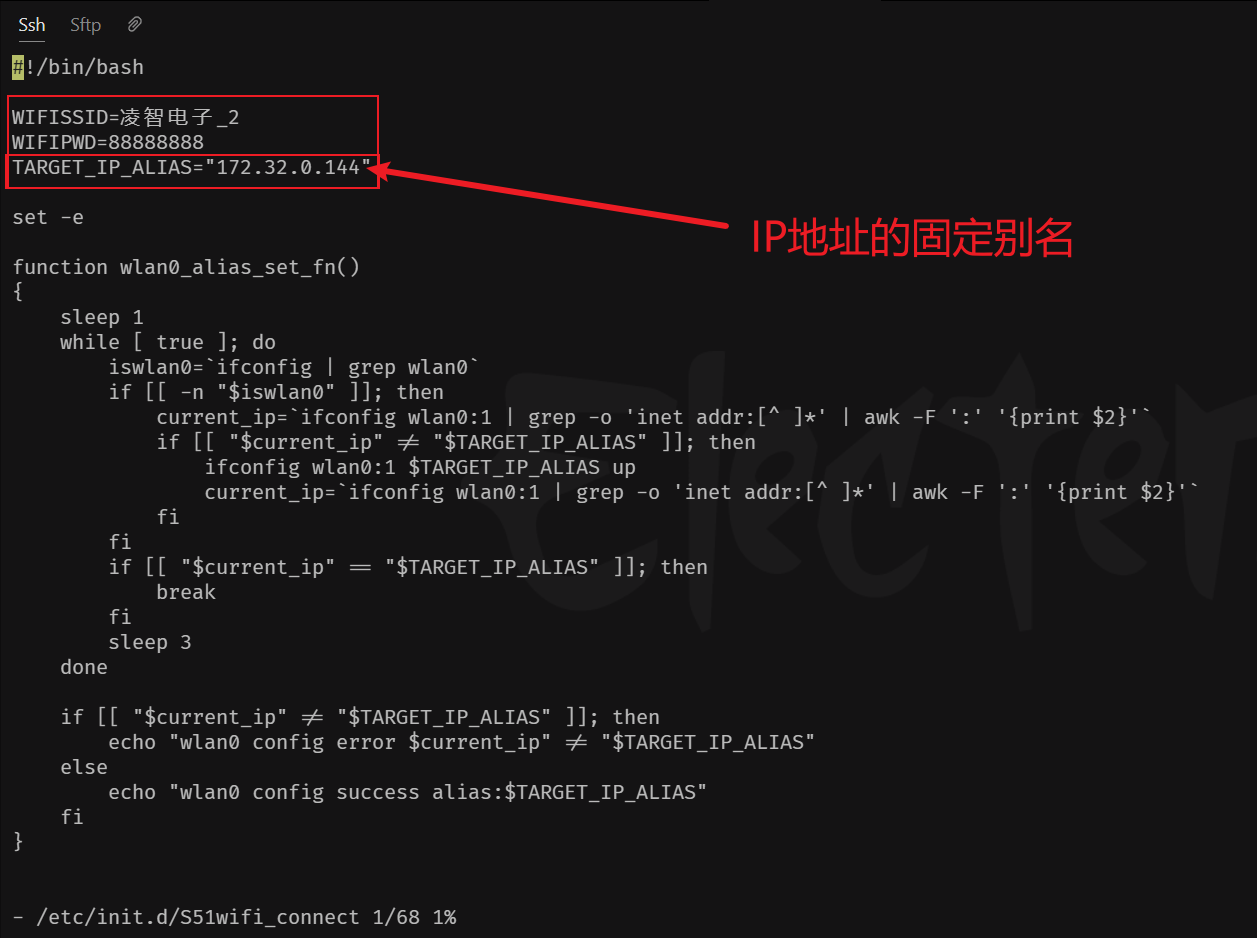 Ssh Sftp
#!/bin/bash
WIFISSID=凌智电子_2
WIFIPWD=88888888
TARGET_IP_ALIAS="172.32.0.144"
IP地址的固定别名
set -e
function wlan0_alias_set_fn()
{
    sleep 1
    while [ true ]; do
        iswlan0=`ifconfig | grep wlan0`
        if [[ -n "$iswlan0" ]]; then
            current_ip=`ifconfig wlan0:1 | grep -o 'inet addr:[^ ]*' | awk -F ':' '{print $2}'`
            if [[ "$current_ip" != "$TARGET_IP_ALIAS" ]]; then
                ifconfig wlan0:1 $TARGET_IP_ALIAS up
                current_ip=`ifconfig wlan0:1 | grep -o 'inet addr:[^ ]*' | awk -F ':' '{print $2}'`
            fi
        fi
        if [[ "$current_ip" == "$TARGET_IP_ALIAS" ]]; then
            break
        fi
        sleep 3
    done
    if [[ "$current_ip" != "$TARGET_IP_ALIAS" ]]; then
        echo "wlan0 config error $current_ip" != "$TARGET_IP_ALIAS"
    else
        echo "wlan0 config success alias:$TARGET_IP_ALIAS"
    fi
}
- /etc/init.d/S51wifi_connect 1/68 1%
Electer